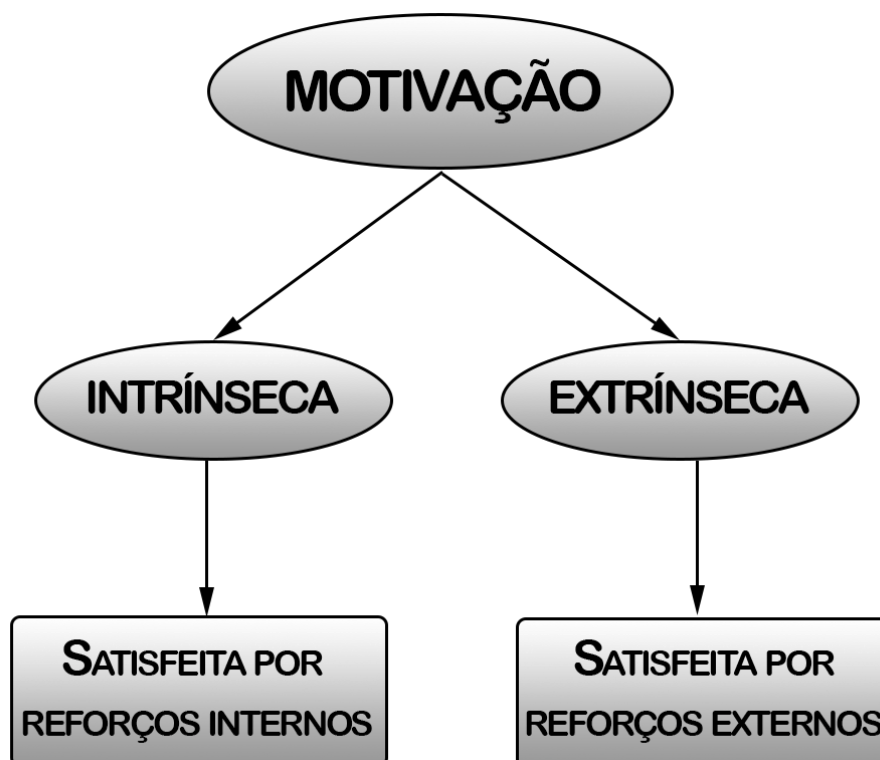 MOTIVAÇÃO
INTRÍNSECA
EXTRÍNSECA
SATISFEITA POR
REFORÇOS INTERNOS
SATISFEITA POR
REFORÇOS EXTERNOS